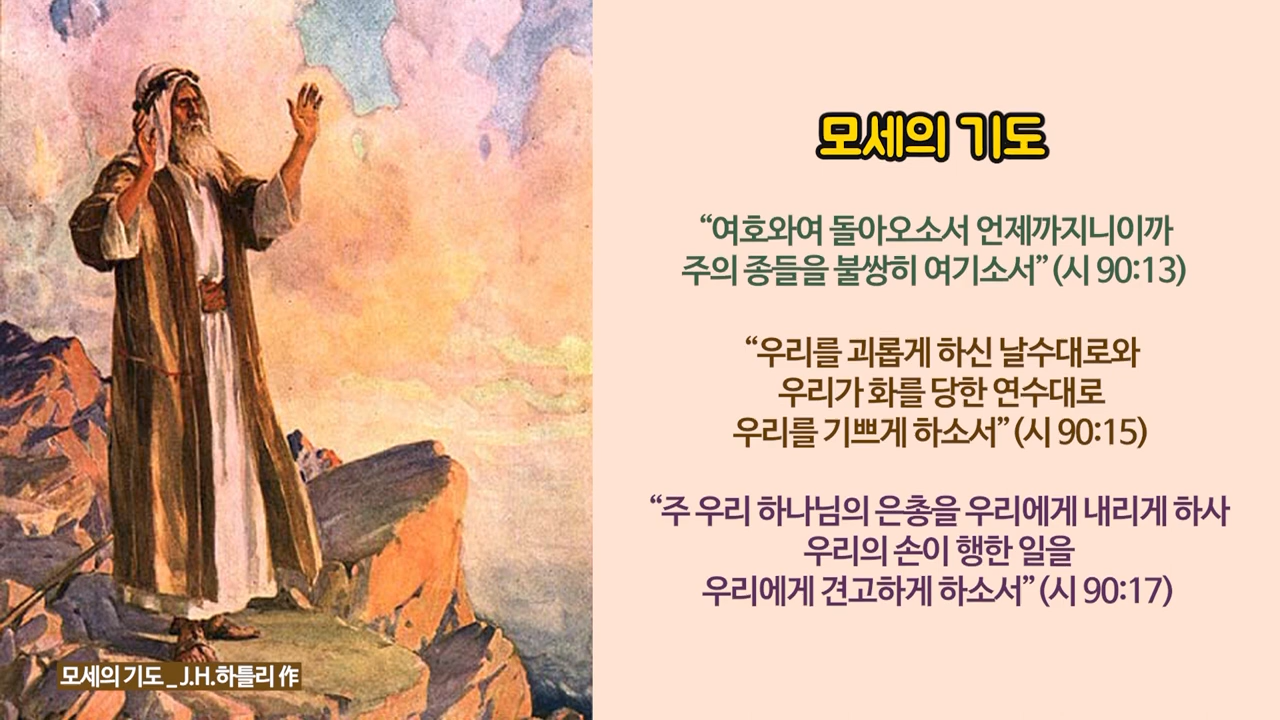 모세의 기도
“여호와여 돌아오소서 언제까지니이까
주의 종들을 불쌍히 여기소서” (시 90:13)
“우리를 괴롭게 하신 날수대로와
우리가 화를 당한 연수대로
우리를 기쁘게 하소서” (시 90:15)
“주 우리 하나님의 은총을 우리에게 내리게 하사
우리의 손이 행한 일을
우리에게 견고하게 하소서” (시 90:17)
모세의 기도 _ J.H.하틀리 作